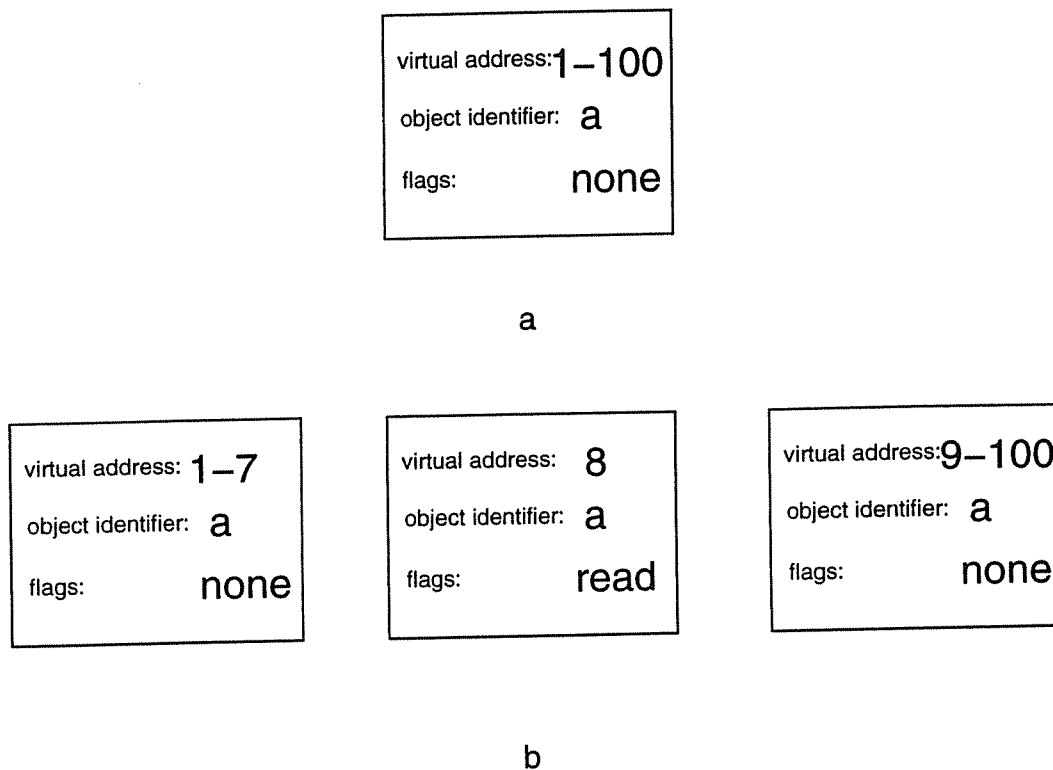 virtual address: 1–100
object identifier: a
flags: none
a
virtual address: 1–7
object identifier: a
flags: none
virtual address: 8
object identifier: a
flags: read
virtual address: 9–100
object identifier: a
flags: none
b